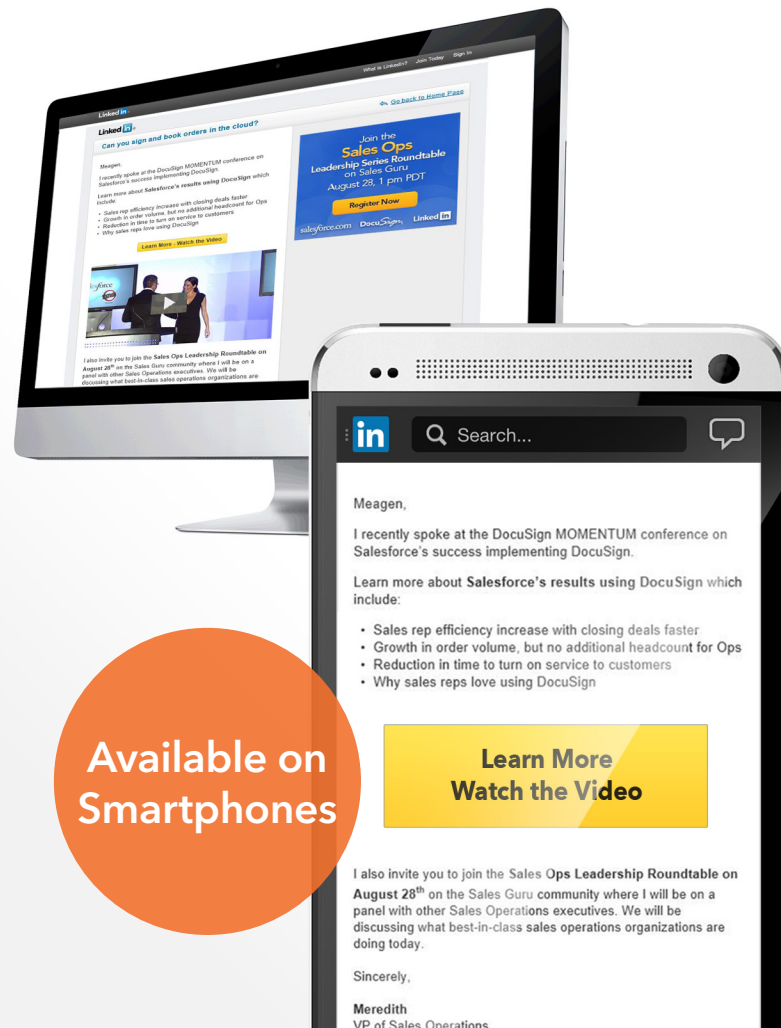 What is LinkedIn? Join Today Sign In
Linked in
Linked in
Go back to Home Page
Can you sign and book orders in the cloud?
Meagen,
I recently spoke at the DocuSign MOMENTUM conference on
Salesforce's success implementing DocuSign.
Learn more about Salesforce's results using DocuSign which
include:
• Sales rep efficiency increase with closing deals faster
• Growth in order volume, but no additional headcount for Ops
• Reduction in time to turn on service to customers
• Why sales reps love using DocuSign
Learn More - Watch the Video
I also invite you to join the Sales Ops Leadership Roundtable on
August 28th on the Sales Guru community where I will be on a
panel with other Sales Operations executives. We will be
discussing what best-in-class sales operations organizations are
Join the
Sales Ops
Leadership Series Roundtable
on Sales Guru
August 28, 1 pm PDT
Register Now
salesforce.com DocuSign Linked in
in Search...
Meagen,
I recently spoke at the DocuSign MOMENTUM conference on
Salesforce's success implementing DocuSign.
Learn more about Salesforce's results using DocuSign which
include:
• Sales rep efficiency increase with closing deals faster
• Growth in order volume, but no additional headcount for Ops
• Reduction in time to turn on service to customers
• Why sales reps love using DocuSign
Learn More
Watch the Video
I also invite you to join the Sales Ops Leadership Roundtable on
August 28th on the Sales Guru community where I will be on a
panel with other Sales Operations executives. We will be
discussing what best-in-class sales operations organizations are
doing today.
Sincerely,
Meredith
VP of Sales Operations
Available on
Smartphones